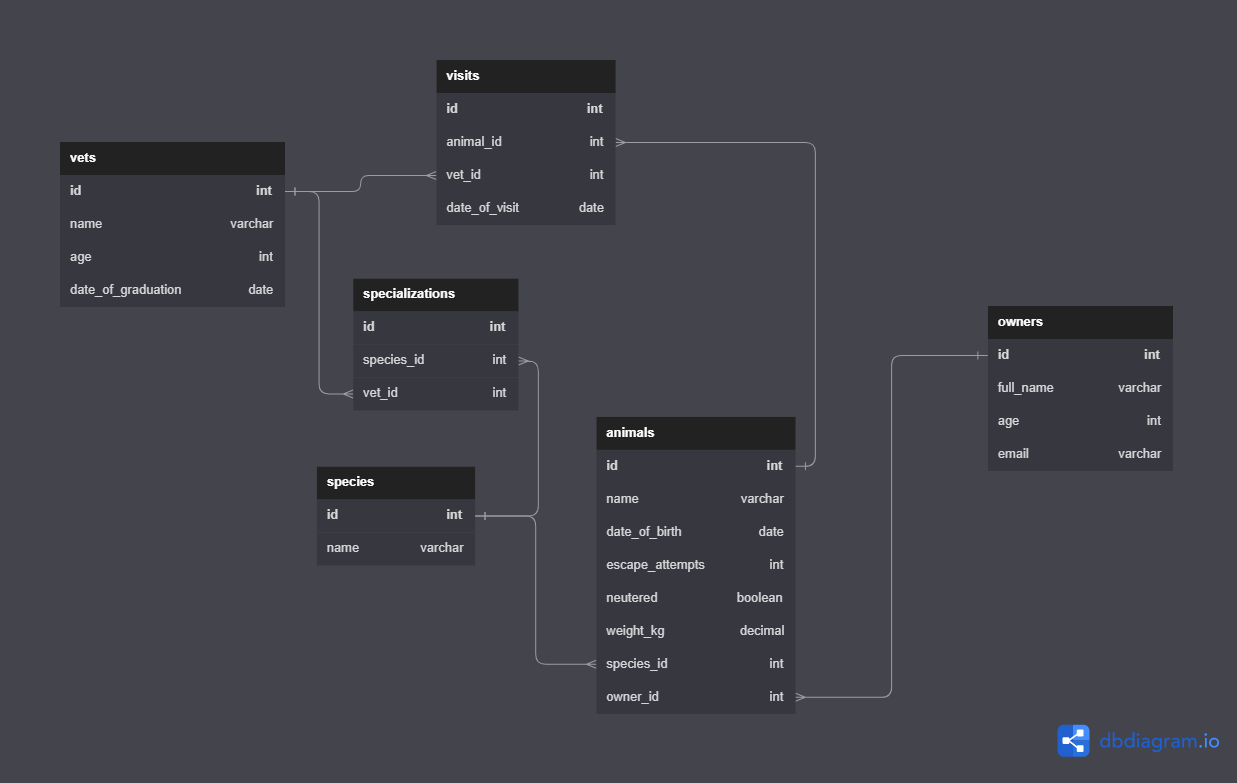 visits
id int
animal_id int
vet_id int
date_of_visit date
vets
id int
name varchar
age int
date_of_graduation date
specializations
id int
species_id int
vet_id int
owners
id int
full_name varchar
age int
email varchar
animals
id int
name varchar
date_of_birth date
escape_attempts int
neutered boolean
weight_kg decimal
species_id int
owner_id int
species
id int
name varchar
dbdiagram.io